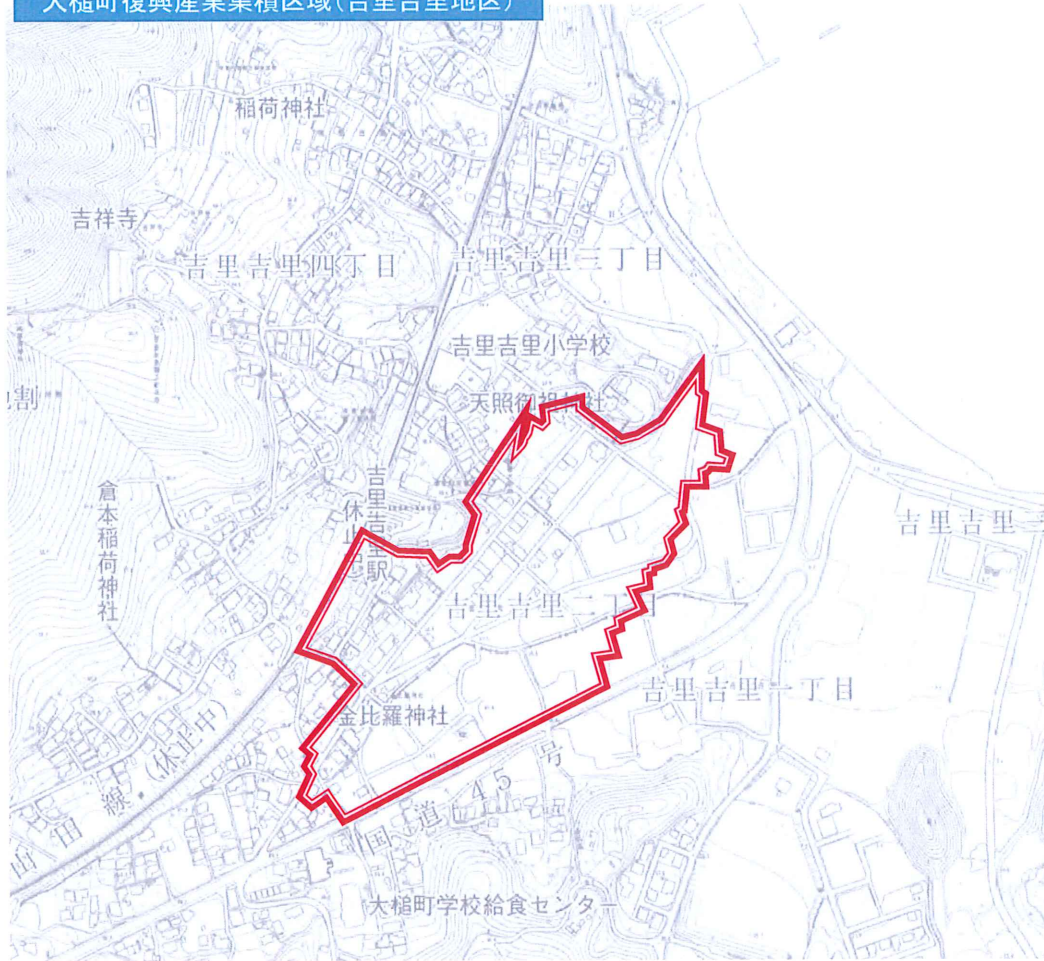 大槌町復興産業集積区域（吉里吉里地区）
稲荷神社
吉祥寺
吉里吉里四丁目
吉里吉里三丁目
吉里吉里小学校
天照御祖神社
倉本稲荷神社
吉里吉里駅
（休止中）
吉里吉里
吉里吉里二丁目
吉里吉里一丁目
金比羅神社
山田線（休止中）
国道45号
大槌町学校給食センター